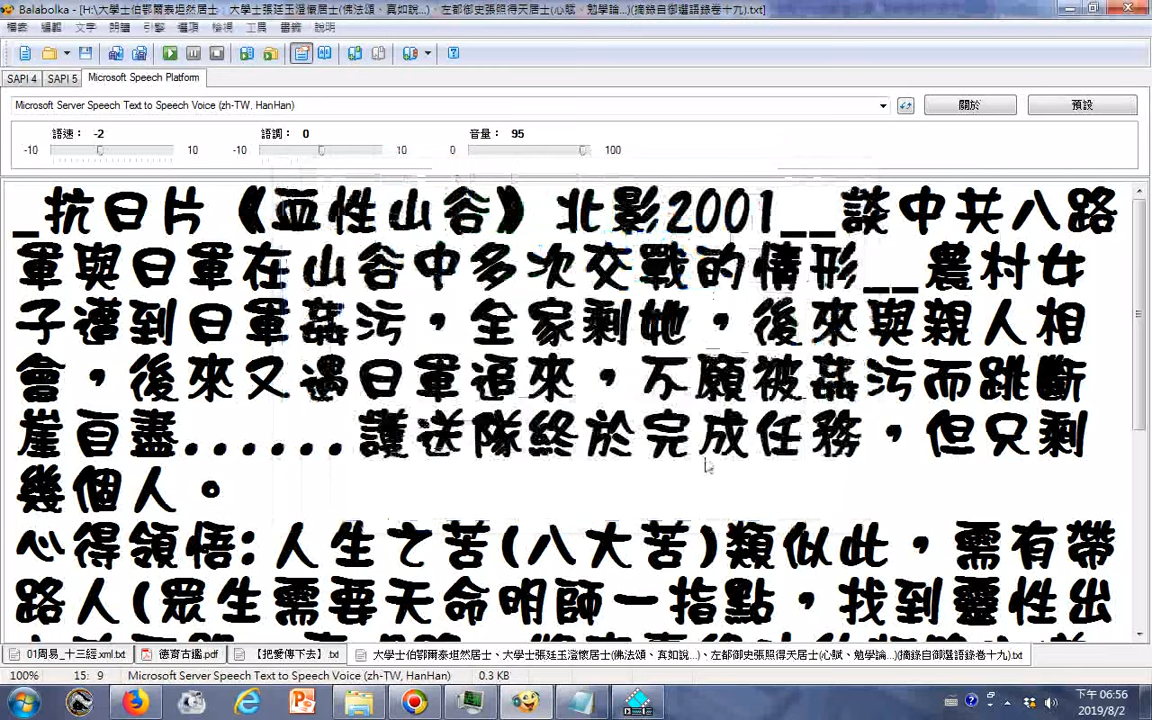 Balabolka - [H:\大學士伯鄂爾泰坦然居士、大學士張廷玉澄懷居士(佛法頌、真如說...)、左都御史張照得天居士(心賦、勉學論...)(摘錄自御選語錄卷十九).txt]
檔案 編輯 文字 朗讀 引擎 選項 檢視 工具 書籤 說明
SAPI 4 SAPI 5 Microsoft Speech Platform
Microsoft Server Speech Text to Speech Voice (zh-TW, HanHan) 關於 預設
語速： -2 語調： 0 音量： 95
-10 10 -10 10 0 100
_抗日片《血性山谷》北影2001__談中共八路
軍與日軍在山谷中多次交戰的情形__農村女
子遭到日軍姦污，全家剩她，後來與親人相
會，後來又遇日軍追來，不願被姦污而跳斷
崖自盡......護送隊終於完成任務，但只剩
幾個人。
心得領悟:人生之苦(八大苦)類似此，需有帶
路人(眾生需要天命明師一指點，找到靈性出
01周易_十三經.xml.txt 德育古鑑.pdf 【把愛傳下去】.txt 大學士伯鄂爾泰坦然居士、大學士張廷玉澄懷居士(佛法頌、真如說...)、左都御史張照得天居士(心賦、勉學論...)(摘錄自御選語錄卷十九).txt
100% 15: 9 Microsoft Server Speech Text to Speech Voice (zh-TW, HanHan) 0.3 KB
下午 06:56
2019/8/2